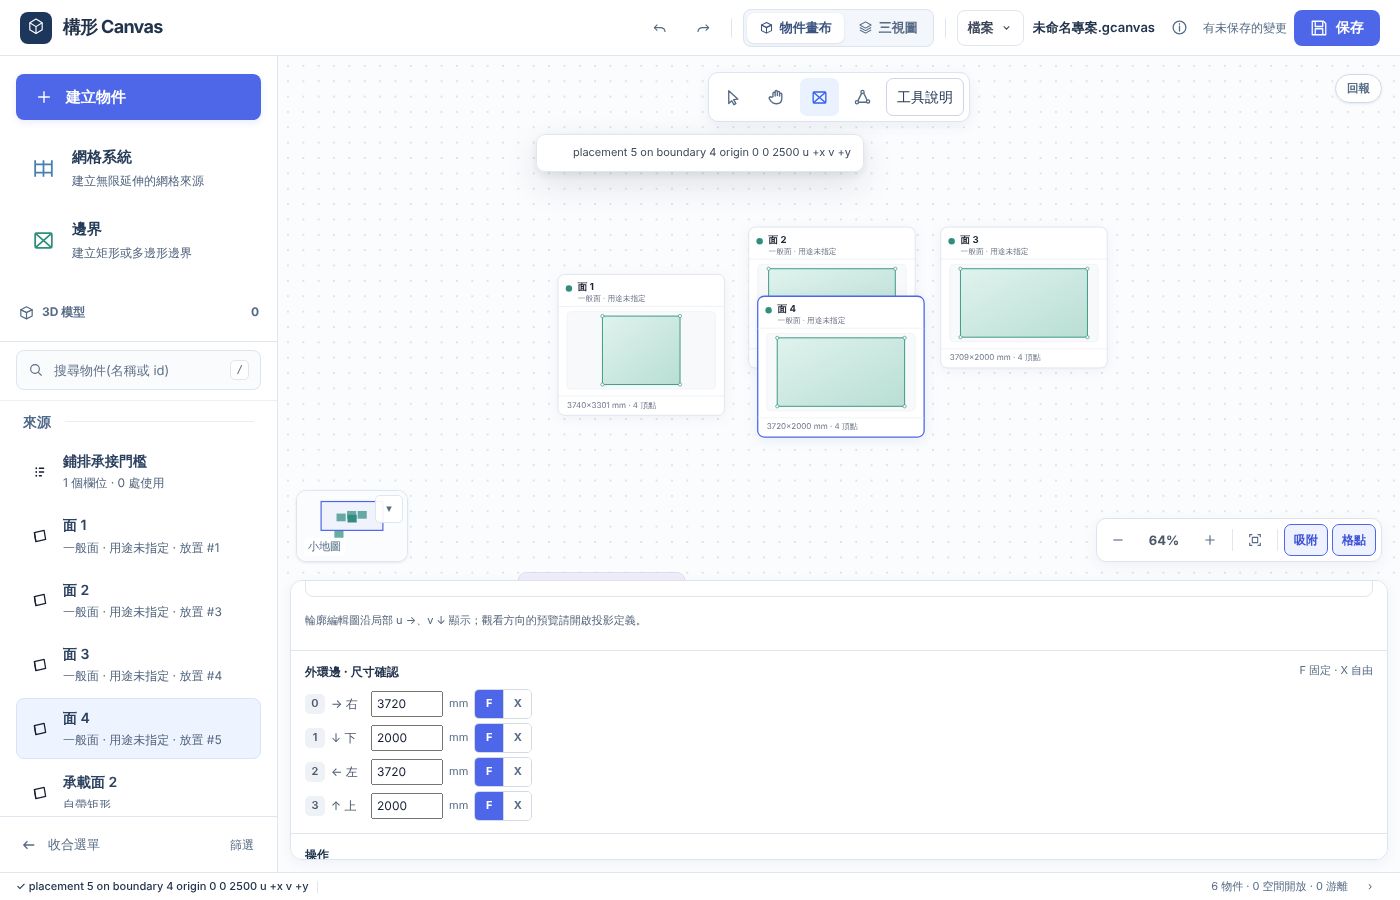 構形 Canvas
物件畫布
三視圖
檔案
未命名專案.gcanvas
有未保存的變更
保存
建立物件
網格系統
建立無限延伸的網格來源
邊界
建立矩形或多邊形邊界
3D 模型
0
搜尋物件(名稱或 id)
/
來源
鋪排承接門檻
1 個欄位 · 0 處使用
面 1
一般面 · 用途未指定 · 放置 #1
面 2
一般面 · 用途未指定 · 放置 #3
面 3
一般面 · 用途未指定 · 放置 #4
面 4
一般面 · 用途未指定 · 放置 #5
承載面 2
自帶矩形
收合選單
篩選
工具說明
回報
placement 5 on boundary 4 origin 0 0 2500 u +x v +y
面 1
一般面 · 用途未指定
3740×3301 mm · 4 頂點
面 2
一般面 · 用途未指定
面 3
一般面 · 用途未指定
3709×2000 mm · 4 頂點
面 4
一般面 · 用途未指定
3720×2000 mm · 4 頂點
小地圖
64%
吸附
格點
輪廓編輯圖沿局部 u →、v ↓ 顯示；觀看方向的預覽請開啟投影定義。
外環邊 · 尺寸確認
F 固定 · X 自由
0 → 右 3720 mm F X
1 ↓ 下 2000 mm F X
2 ← 左 3720 mm F X
3 ↑ 上 2000 mm F X
操作
✓ placement 5 on boundary 4 origin 0 0 2500 u +x v +y
6 物件 · 0 空間開放 · 0 游離